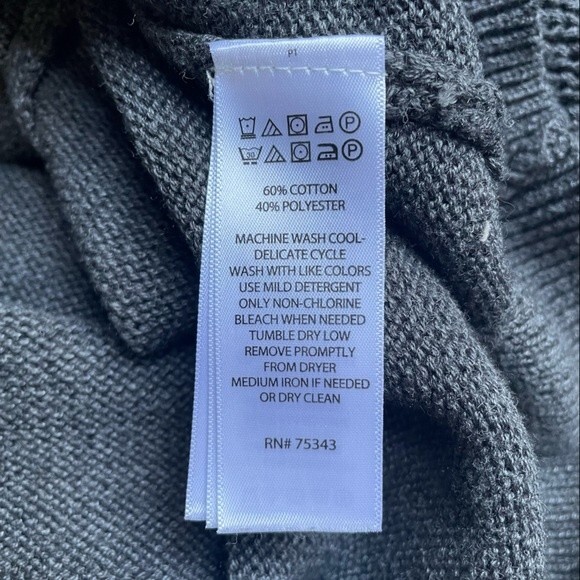 P1
P
30 P
60% COTTON
40% POLYESTER
MACHINE WASH COOL-
DELICATE CYCLE
WASH WITH LIKE COLORS
USE MILD DETERGENT
ONLY NON-CHLORINE
BLEACH WHEN NEEDED
TUMBLE DRY LOW
REMOVE PROMPTLY
FROM DRYER
MEDIUM IRON IF NEEDED
OR DRY CLEAN
RN# 75343